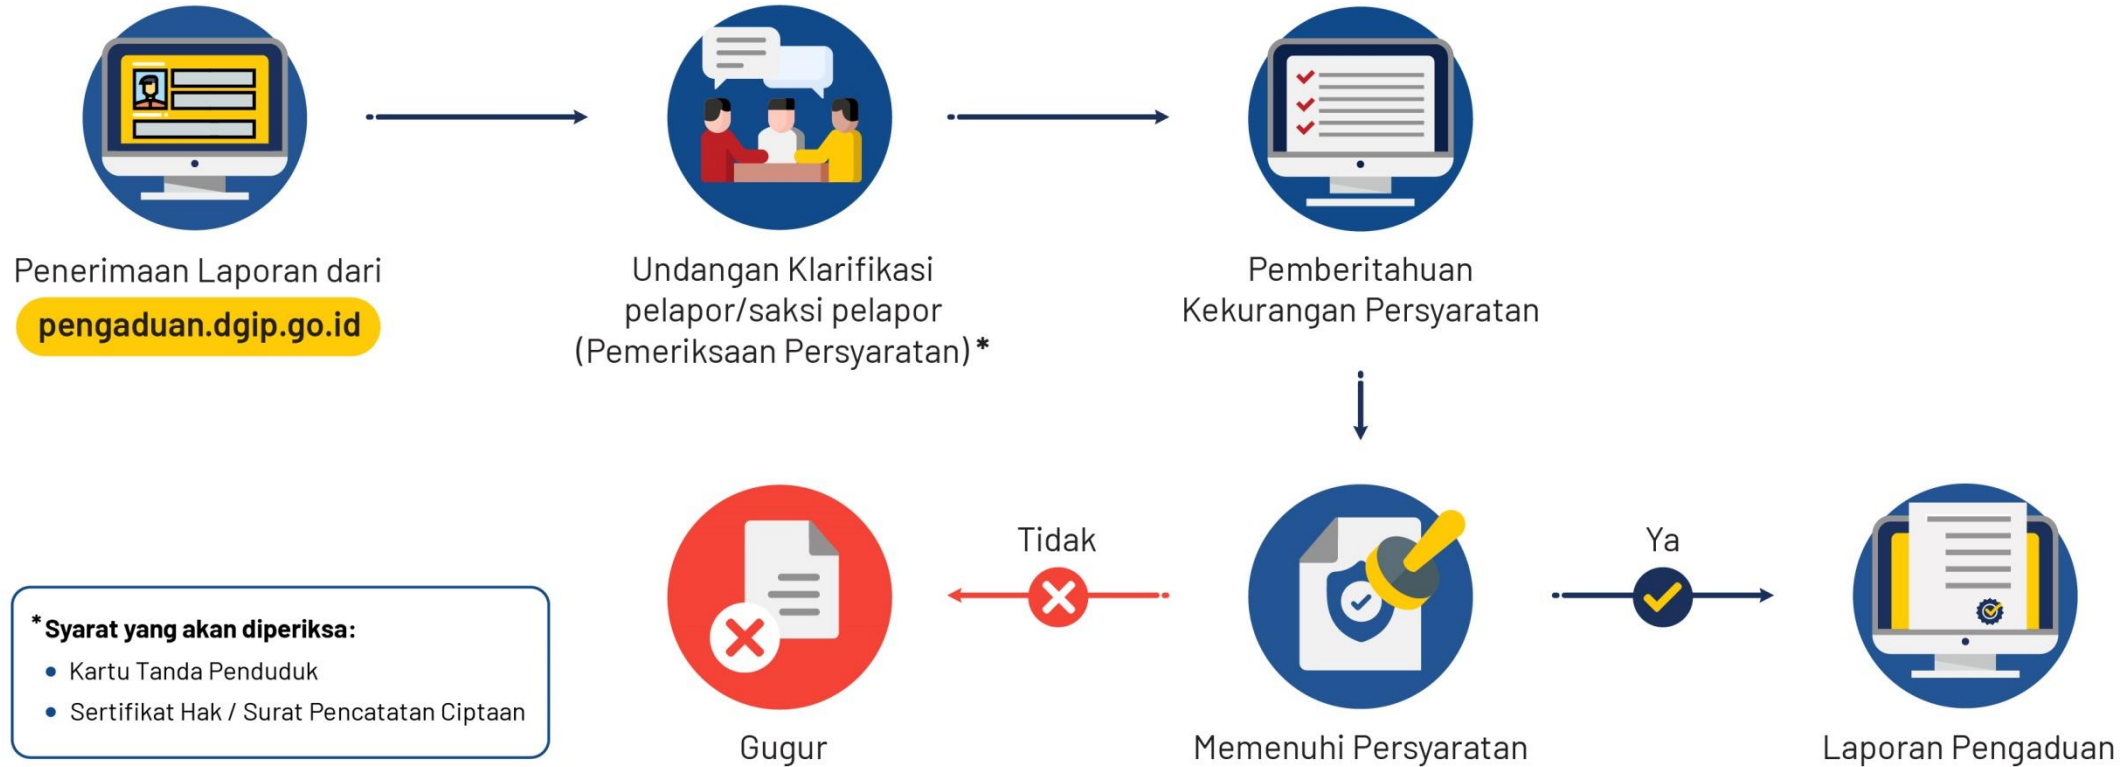 Penerimaan Laporan dari
pengaduan.dgip.go.id
Undangan Klarifikasi
pelapor/saksi pelapor
(Pemeriksaan Persyaratan) *
Pemberitahuan
Kekurangan Persyaratan
Tidak
Ya
Gugur
Memenuhi Persyaratan
Laporan Pengaduan
* Syarat yang akan diperiksa:
• Kartu Tanda Penduduk
• Sertifikat Hak / Surat Pencatatan Ciptaan